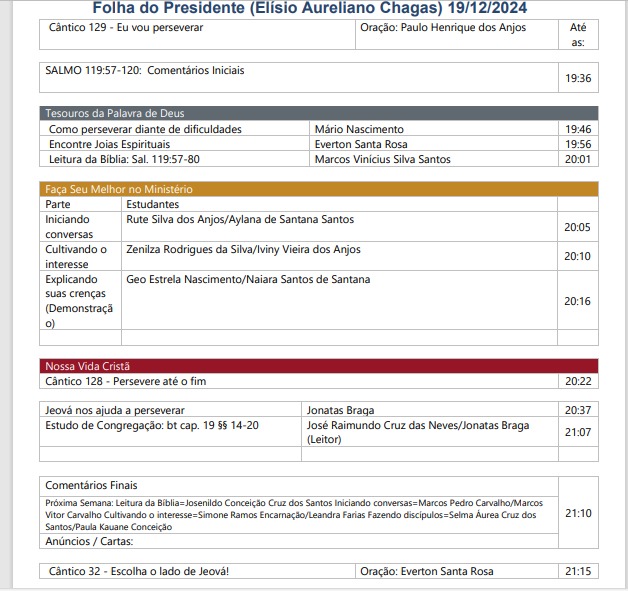 Folha do Presidente (Elísio Aureliano Chagas) 19/12/2024
Cântico 129 - Eu vou perseverar Oração: Paulo Henrique dos Anjos Até
as:
SALMO 119:57-120: Comentários Iniciais 19:36
Tesouros da Palavra de Deus
Como perseverar diante de dificuldades Mário Nascimento 19:46
Encontre Joias Espirituais Everton Santa Rosa 19:56
Leitura da Bíblia: Sal. 119:57-80 Marcos Vinícius Silva Santos 20:01
Faça Seu Melhor no Ministério
Parte Estudantes
Iniciando Rute Silva dos Anjos/Aylana de Santana Santos
conversas 20:05
Cultivando o Zenilza Rodrigues da Silva/Iviny Vieira dos Anjos
interesse 20:10
Explicando Geo Estrela Nascimento/Naiara Santos de Santana
suas crenças 20:16
(Demonstraçã
o)
Nossa Vida Cristã
Cântico 128 - Persevere até o fim 20:22
Jeová nos ajuda a perseverar Jonatas Braga 20:37
Estudo de Congregação: bt cap. 19 §§ 14-20 José Raimundo Cruz das Neves/Jonatas Braga 21:07
(Leitor)
Comentários Finais
Próxima Semana: Leitura da Bíblia=Josenildo Conceição Cruz dos Santos Iniciando conversas=Marcos Pedro Carvalho/Marcos
Vitor Carvalho Cultivando o interesse=Simone Ramos Encarnação/Leandra Farias Fazendo discípulos=Selma Áurea Cruz dos
Santos/Paula Kauane Conceição
21:10
Anúncios / Cartas:
Cântico 32 - Escolha o lado de Jeová! Oração: Everton Santa Rosa 21:15